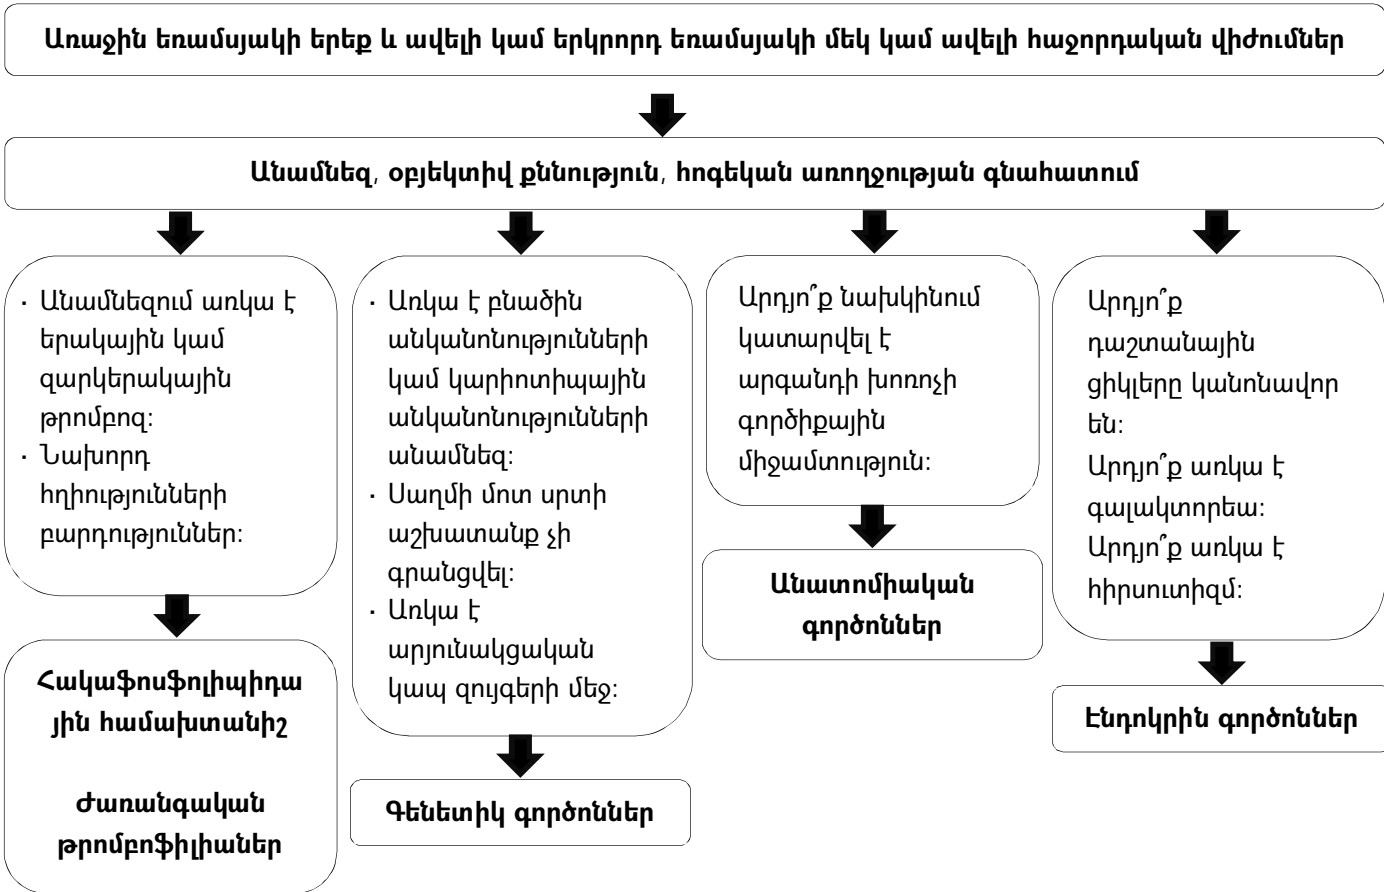 Առաջին եռամսյակի երեք և ավելի կամ երկրորդ եռամսյակի մեկ կամ ավելի հաջորդական վիժումներ
Անամնեզ, օբյեկտիվ քննություն, հոգեկան առողջության գնահատում
· Անամնեզում առկա է
երակային կամ
զարկերակային
թրոմբոզ:
· Նախորդ
հղիությունների
բարդություններ:
Հակաֆոսֆոլիպիդա
յին համախտանիշ
Ժառանգական
թրոմբոֆիլիաներ
· Առկա է բնածին
անկանոնությունների
կամ կարիոտիպային
անկանոնությունների
անամնեզ:
· Սաղմի մոտ սրտի
աշխատանք չի
գրանցվել:
· Առկա է
արյունակցական
կապ զույգերի մեջ:
Գենետիկ գործոններ
Արդյո՞ք նախկինում
կատարվել է
արգանդի խոռոչի
գործիքային
միջամտություն:
Անատոմիական
գործոններ
Արդյո՞ք
դաշտանային
ցիկլերը կանոնավոր
են:
Արդյո՞ք առկա է
գալակտորեա:
Արդյո՞ք առկա է
հիրսուտիզմ:
Էնդոկրին գործոններ